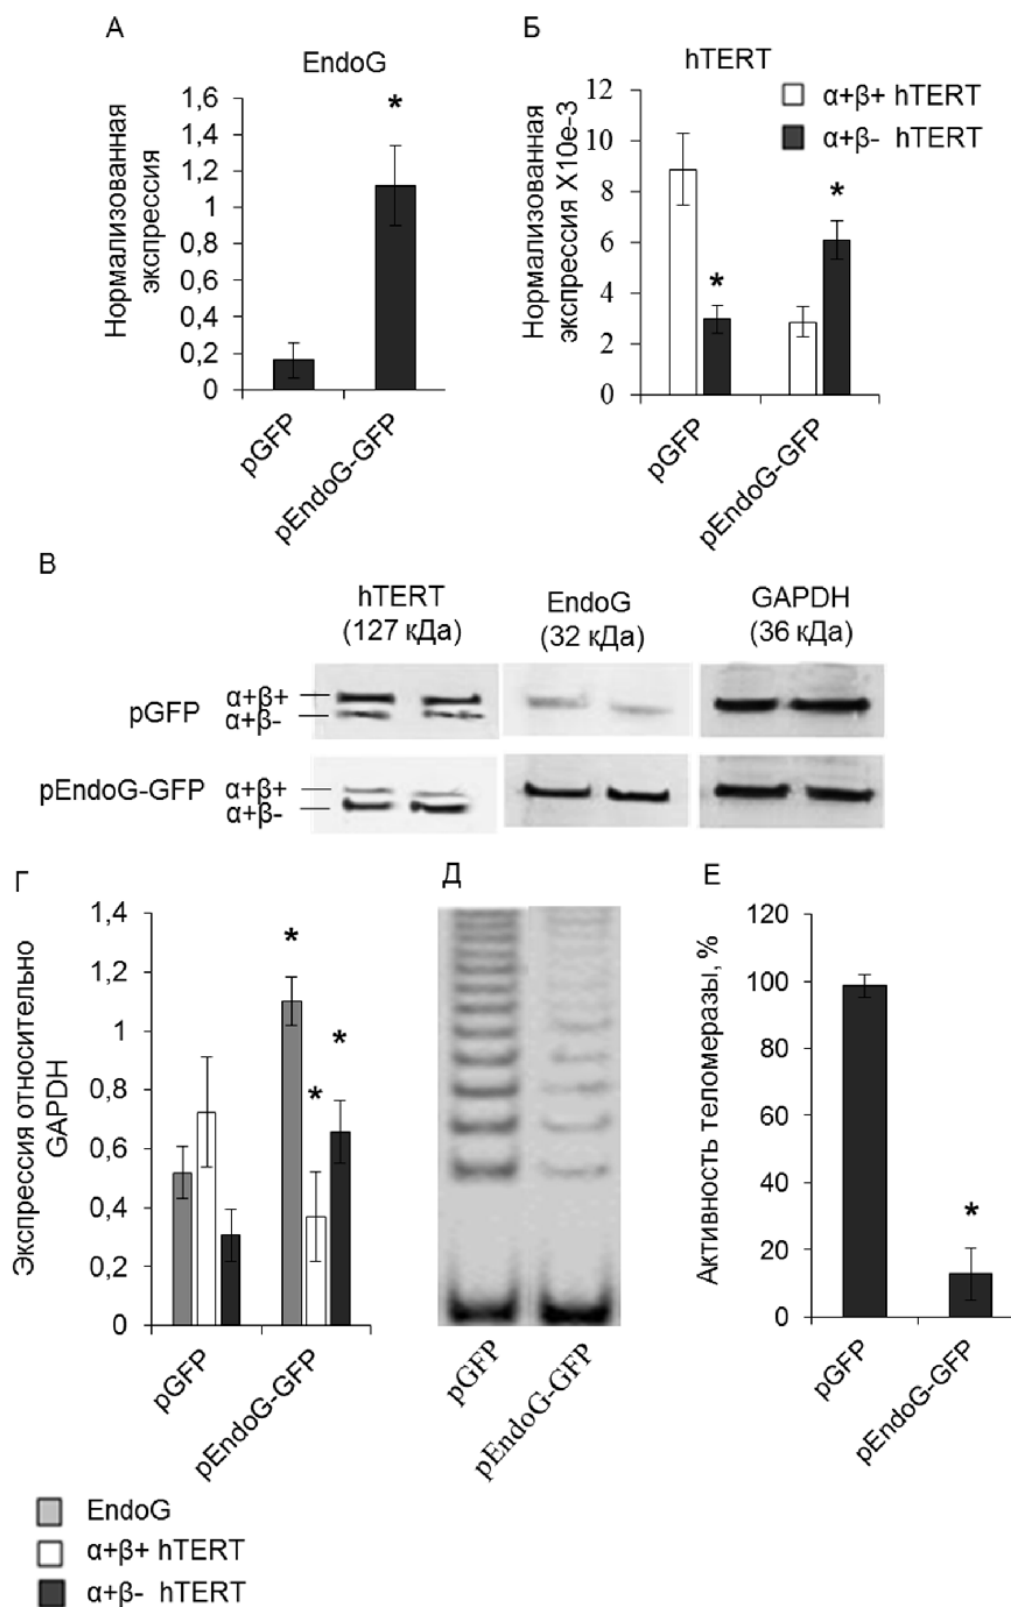 А
EndoG
Нормализованная
экспрессия
1,6
1,4
1,2
1
0,8
0,6
0,4
0,2
0
*
pGFP
pEndoG-GFP
Б
hTERT
α+β+ hTERT
α+β- hTERT
Нормализованная
экспрессия X10e-3
12
10
8
6
4
2
0
*
*
pGFP
pEndoG-GFP
В
hTERT
(127 кДа)
EndoG
(32 кДа)
GAPDH
(36 кДа)
pGFP
α+β+
α+β-
pEndoG-GFP
α+β+
α+β-
Г
Экспрессия относительно
GAPDH
1,4
1,2
1
0,8
0,6
0,4
0,2
0
*
*
*
pGFP
pEndoG-GFP
EndoG
α+β+ hTERT
α+β- hTERT
Д
pGFP
pEndoG-GFP
Е
Активность теломеразы, %
120
100
80
60
40
20
0
*
pGFP
pEndoG-GFP